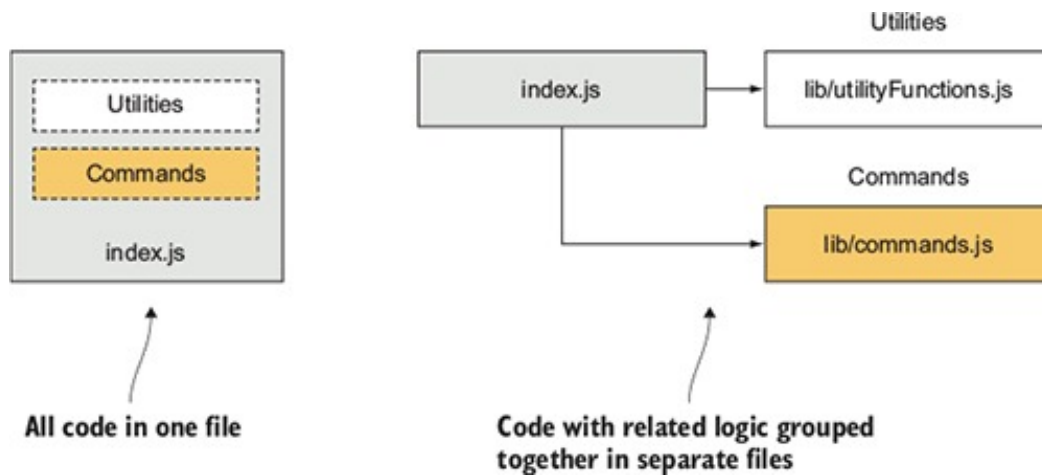 Utilities
Commands
index.js
All code in one file
Utilities
index.js
lib/utilityFunctions.js
Commands
lib/commands.js
Code with related logic grouped
together in separate files